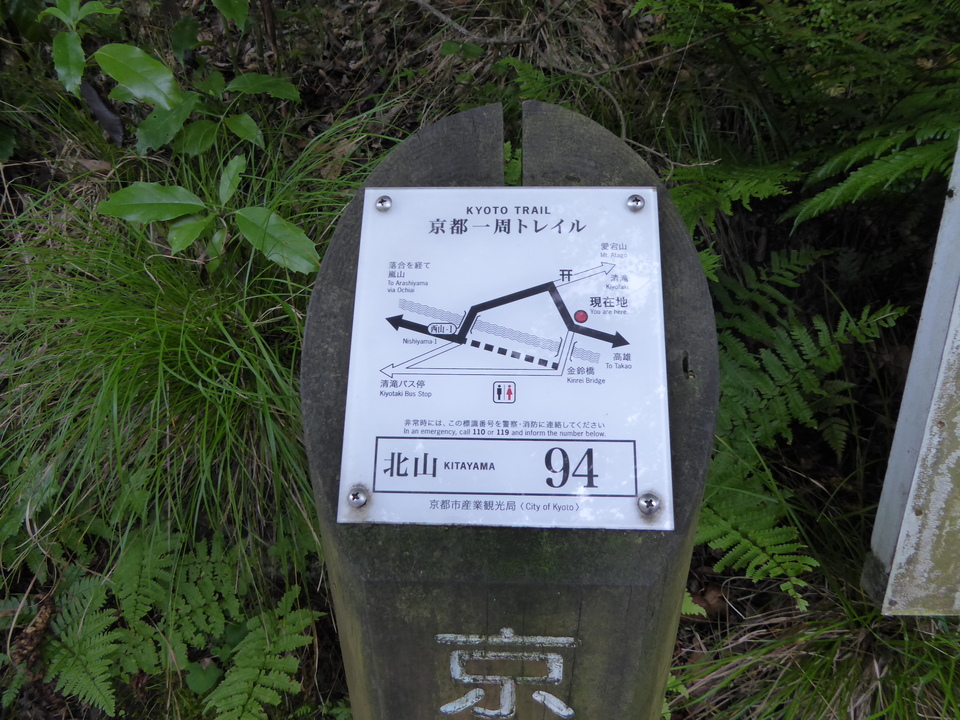 KYOTO TRAIL
京都一周トレイル
愛宕山
Mt. Atago
清滝
Kiyotaki
落合を経て
嵐山
To Arashiyama
via Ochiai
现在地
You are here.
西山-1
Nishiyama-1
高雄
To Takao
金鈴橋
Kinrei Bridge
清滝バス停
Kiyotaki Bus Stop
非常時には、この標識番号を警察・消防に連絡してください
In an emergency, call 110 or 119 and inform the number below.
北山 KITAYAMA 94
京都市産業観光局〈City of Kyoto〉
京